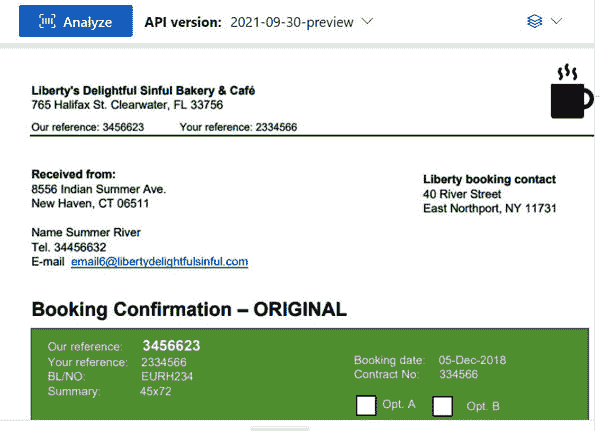 Analyze API version: 2021-09-30-preview
Liberty's Delightful Sinful Bakery & Café
765 Halifax St. Clearwater, FL 33756
Our reference: 3456623 Your reference: 2334566
Received from:
8556 Indian Summer Ave.
New Haven, CT 06511
Liberty booking contact
40 River Street
East Northport, NY 11731
Name Summer River
Tel. 34456632
E-mail email6@libertydelightfulsinful.com
Booking Confirmation – ORIGINAL
Our reference: 3456623
Your reference: 2334566
BL/NO: EURH234
Summary: 45x72
Booking date: 05-Dec-2018
Contract No: 334566
Opt. A Opt. B